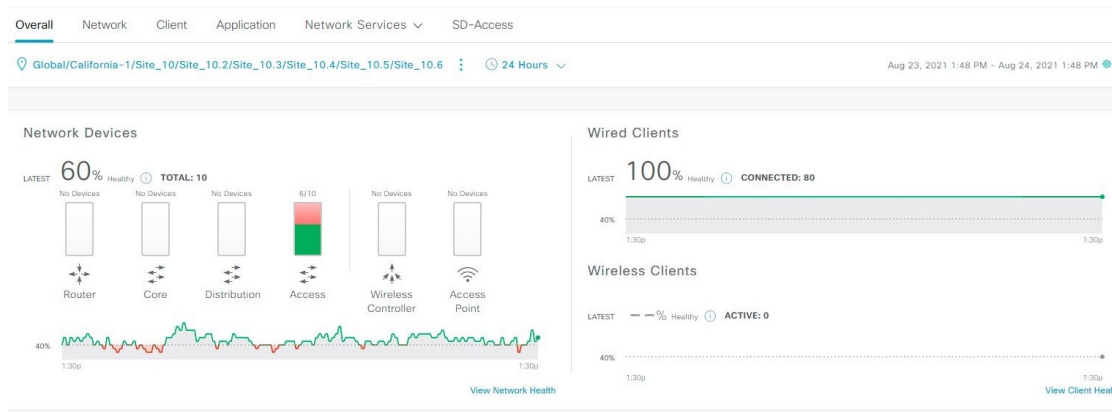 Overall Network Client Application Network Services SD-Access
Global/California-1/Site_10/Site_10.2/Site_10.3/Site_10.4/Site_10.5/Site_10.6 24 Hours Aug 23, 2021 1:48 PM - Aug 24, 2021 1:48 PM
Network Devices
LATEST 60% Healthy TOTAL: 10
No Devices No Devices No Devices 6/10 No Devices No Devices
Router Core Distribution Access Wireless Controller Access Point
40%
1:30p 1:30p
View Network Health
Wired Clients
LATEST 100% Healthy CONNECTED: 80
40%
1:30p 1:30p
Wireless Clients
LATEST --% Healthy ACTIVE: 0
40%
1:30p 1:30p
View Client Heal